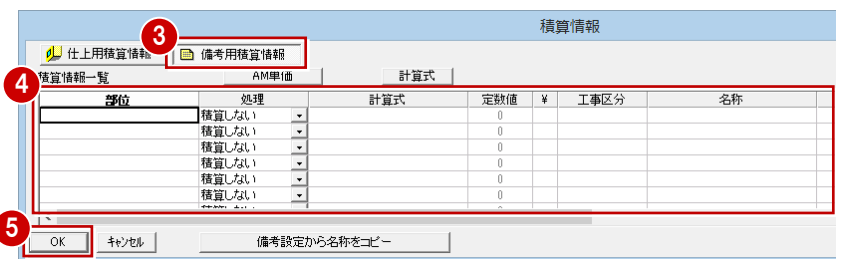 積算情報
3
仕上用積算情報 備考用積算情報
4
積算情報一覧 AM単価 計算式
部位 処理 計算式 定数値 ¥ 工事区分 名称
積算しない 0
積算しない 0
積算しない 0
積算しない 0
積算しない 0
積算しない 0
5
OK キャンセル 備考設定から名称をコピー